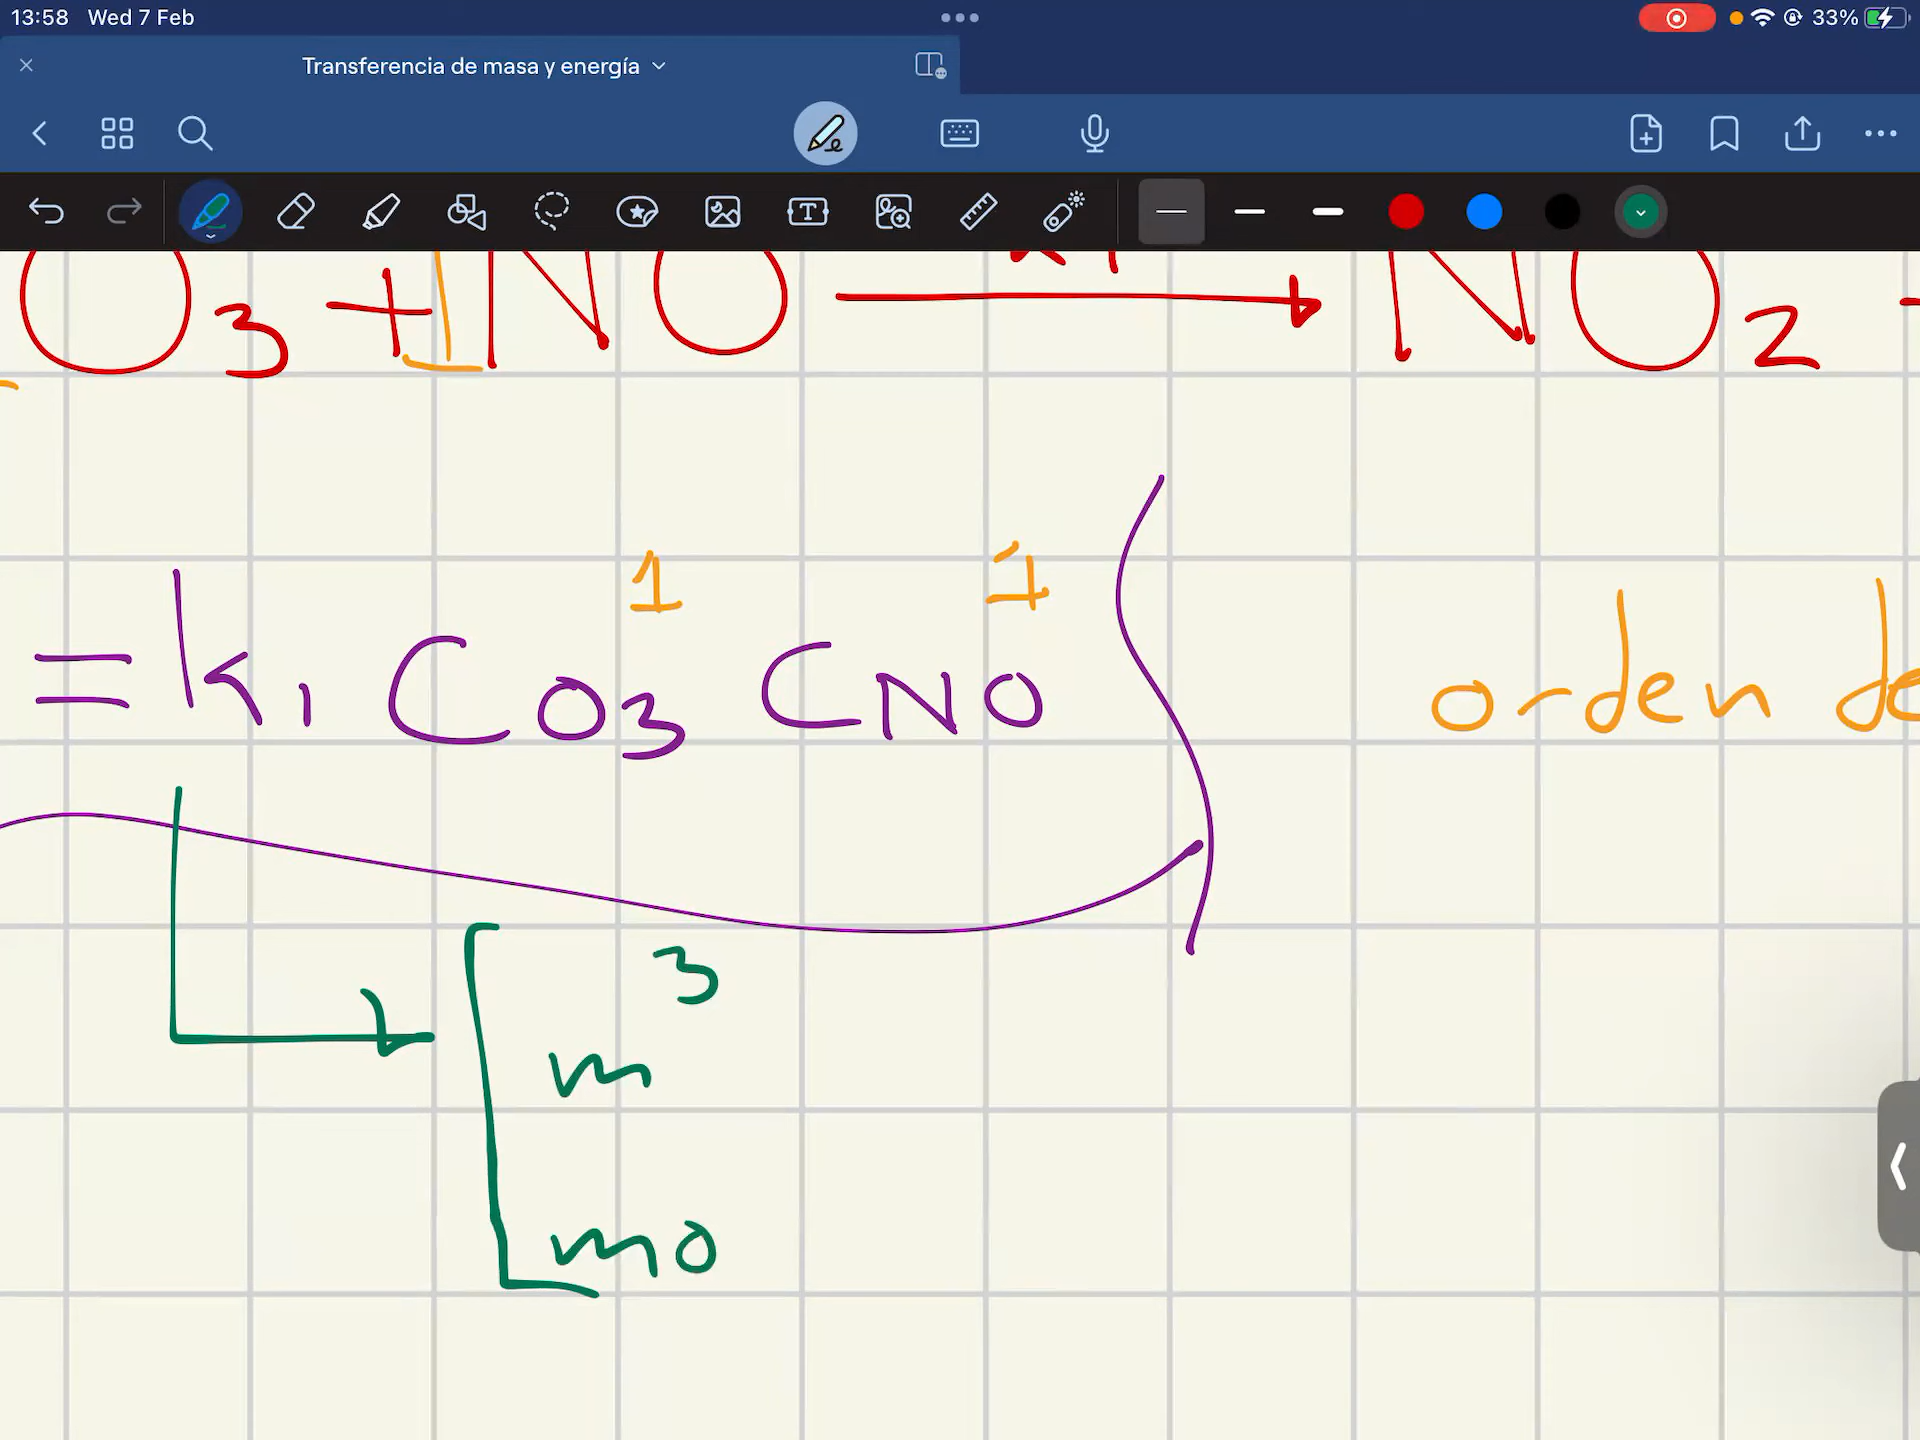 13:58 Wed 7 Feb 33%
Transferencia de masa y energía
O3 + 1NO → NO2
= k1 CO3^1 CNO^1
orden de
m^3
mo